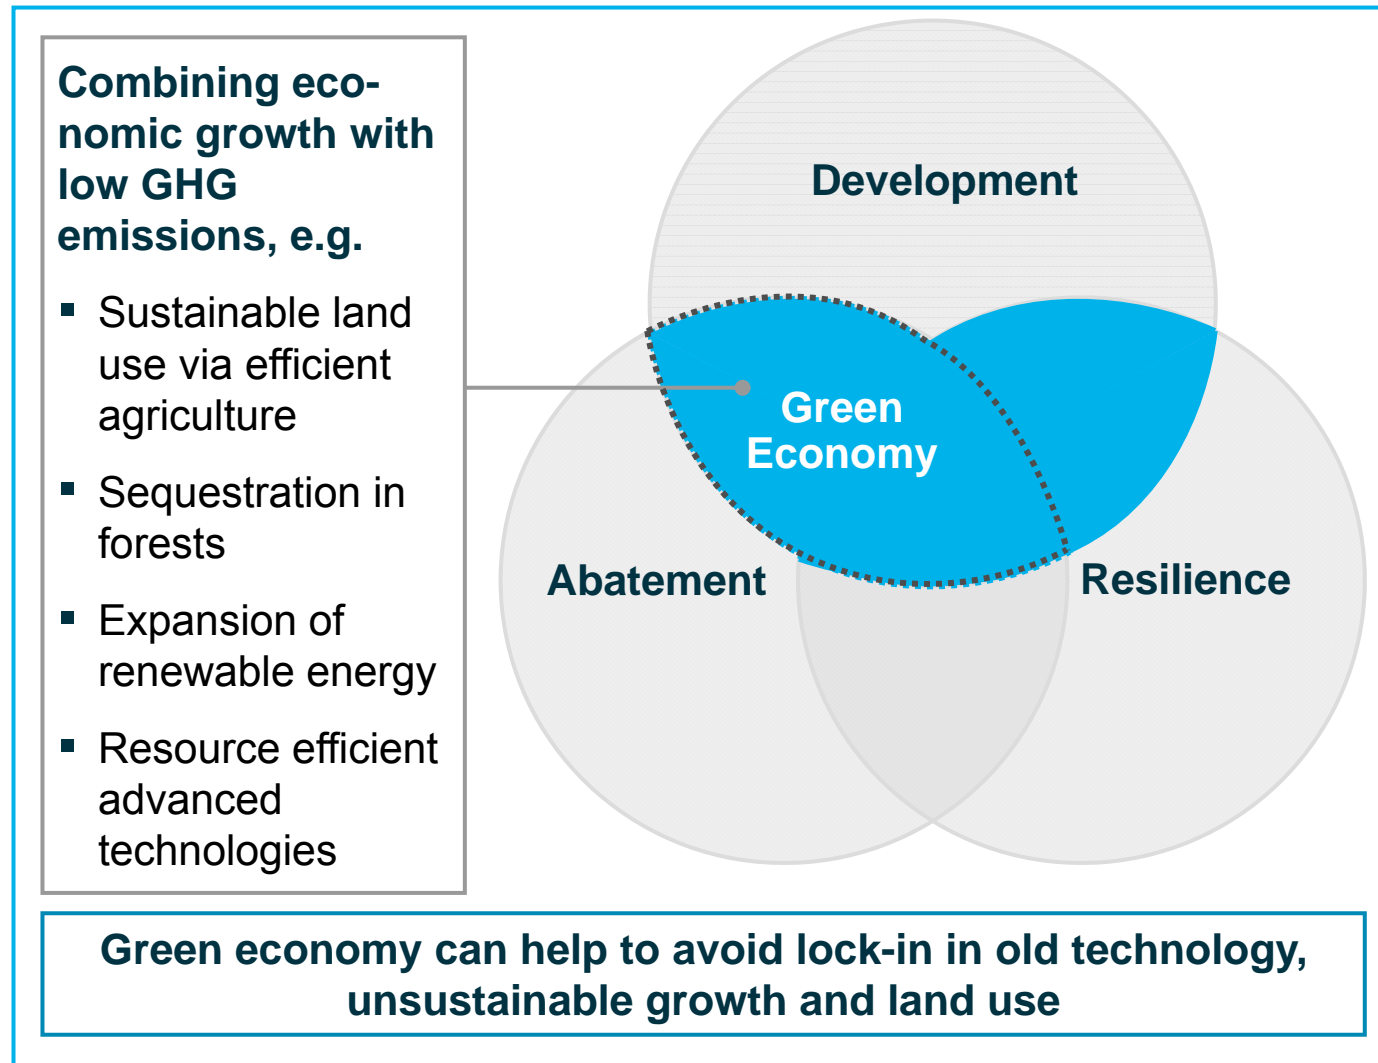 Combining eco-
nomic growth with
low GHG
emissions, e.g.
▪ Sustainable land
use via efficient
agriculture
▪ Sequestration in
forests
▪ Expansion of
renewable energy
▪ Resource efficient
advanced
technologies
Development
Green
Economy
Abatement
Resilience
Green economy can help to avoid lock-in in old technology,
unsustainable growth and land use